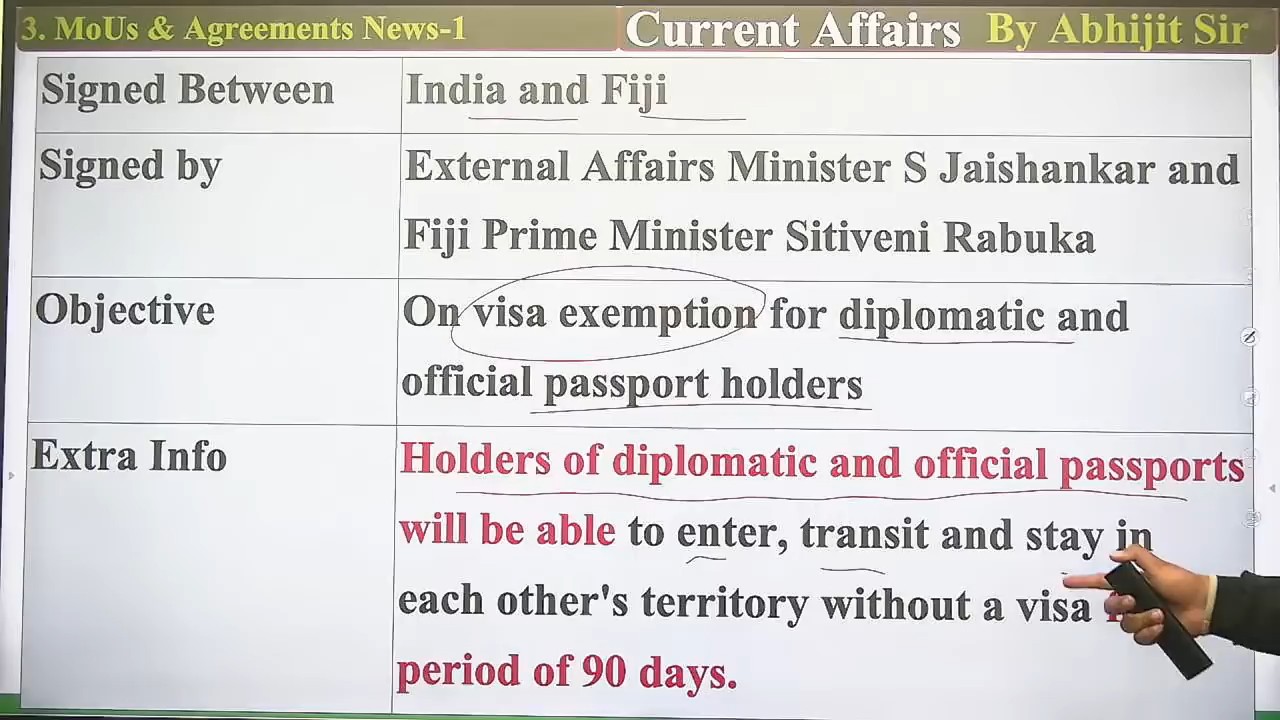 3. MoUs & Agreements News-1
Current Affairs By Abhijit Sir
Signed Between
India and Fiji
Signed by
External Affairs Minister S Jaishankar and
Fiji Prime Minister Sitiveni Rabuka
Objective
On visa exemption for diplomatic and
official passport holders
Extra Info
Holders of diplomatic and official passports
will be able to enter, transit and stay in
each other's territory without a visa
period of 90 days.